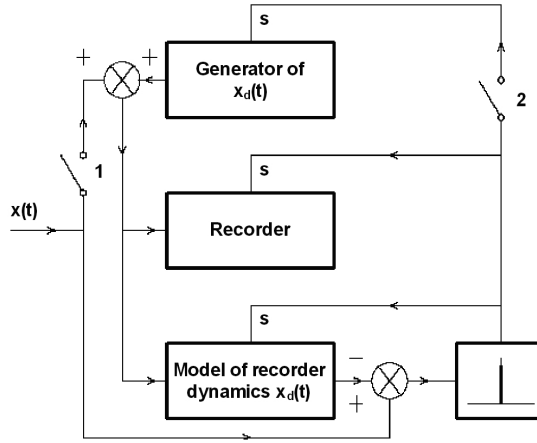 s
+ +
Generator of
x_d(t)
2
1
s
x(t)
Recorder
s
Model of recorder
dynamics x_d(t)
−
+